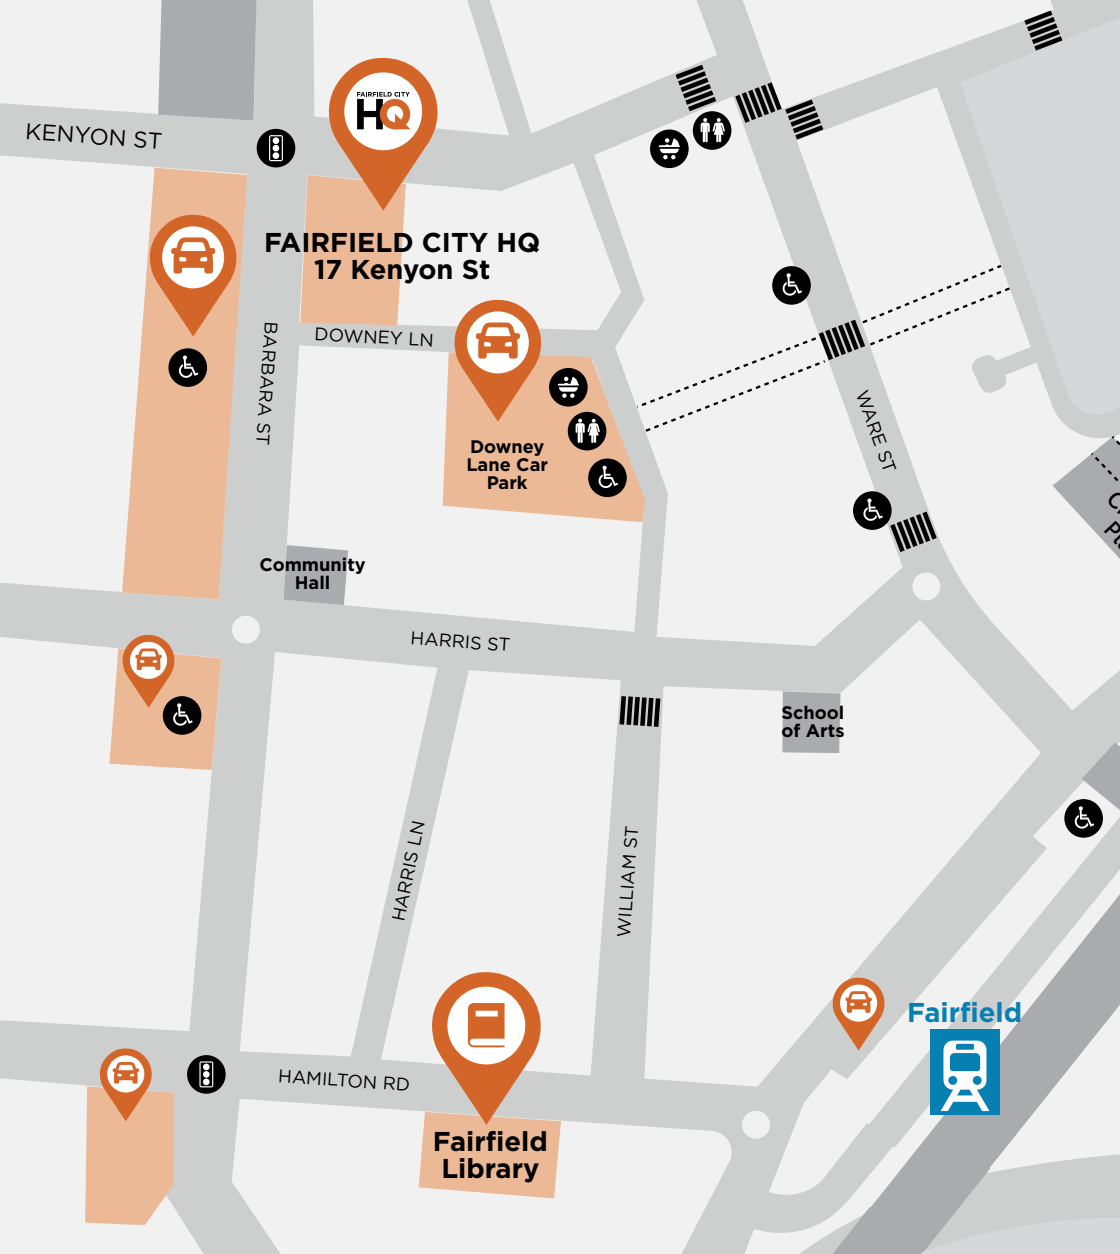 KENYON ST
FAIRFIELD CITY
HQ
FAIRFIELD CITY HQ
17 Kenyon St
DOWNEY LN
BARBARA ST
Downey
Lane Car
Park
WARE ST
Community
Hall
HARRIS ST
School
of Arts
HARRIS LN
WILLIAM ST
Fairfield
HAMILTON RD
Fairfield
Library